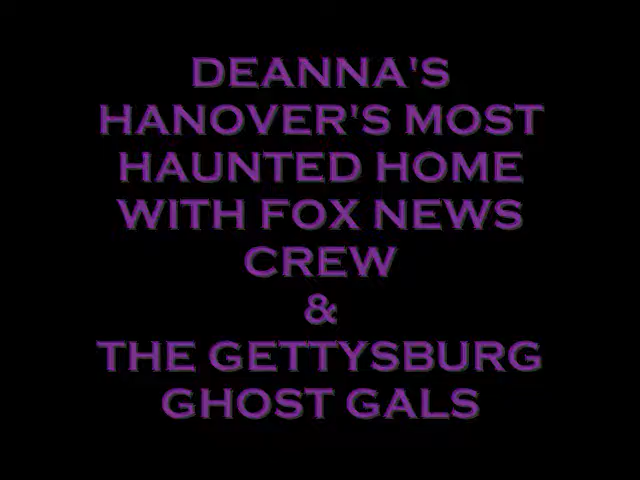 DEANNA'S
HANOVER'S MOST
HAUNTED HOME
WITH FOX NEWS
CREW
&
THE GETTYSBURG
GHOST GALS